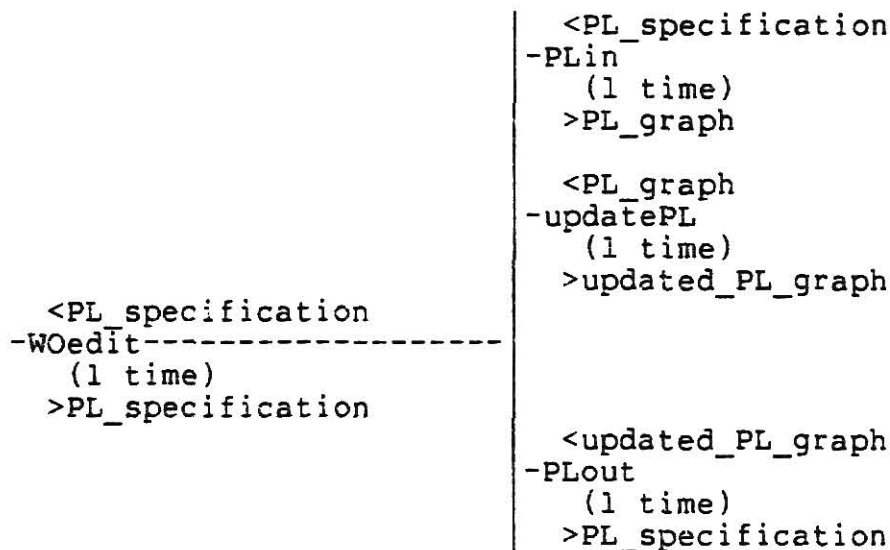 <PL_specification
-PLin
(1 time)
>PL_graph
<PL_graph
-updatePL
(1 time)
>updated_PL_graph
<PL_specification
-WOedit-------------------
(1 time)
>PL_specification
<updated_PL_graph
-PLout
(1 time)
>PL_specification